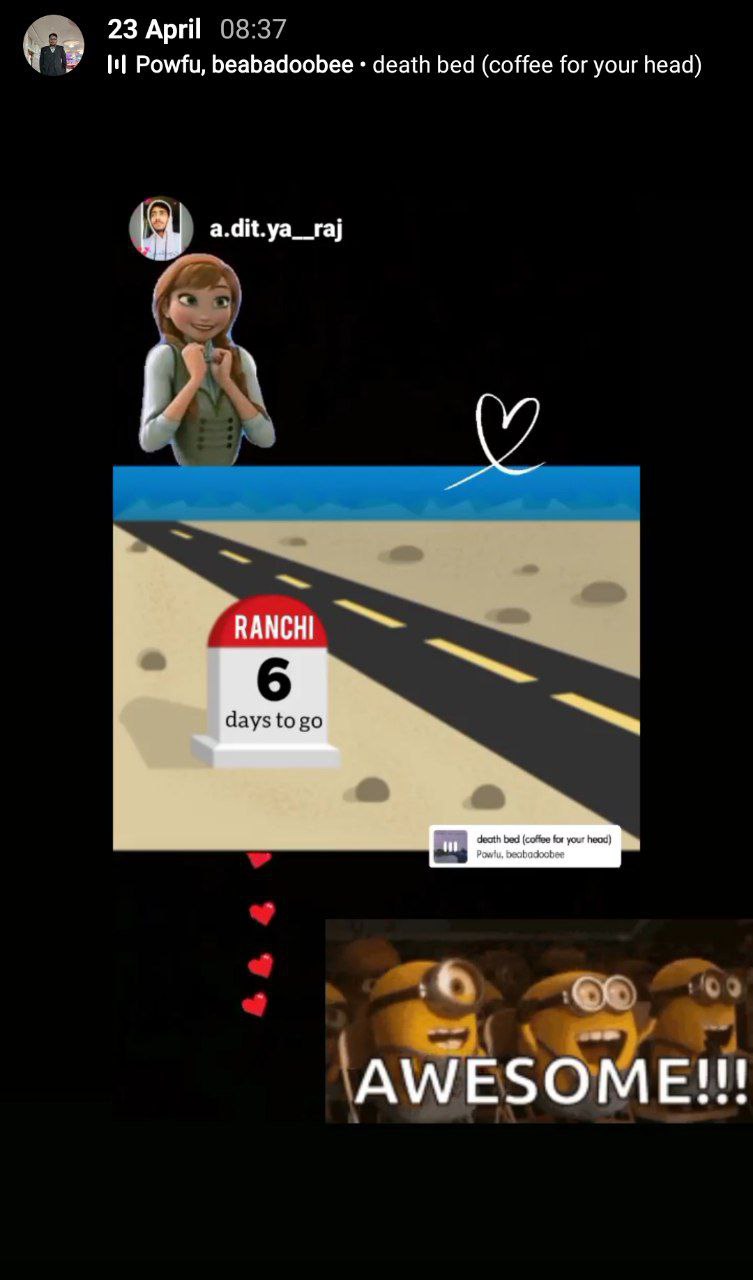 23 April 08:37
Powfu, beabadoobee • death bed (coffee for your head)
a.dit.ya__raj
RANCHI
6
days to go
death bed (coffee for your head)
Powfu, beabadoobee
AWESOME!!!